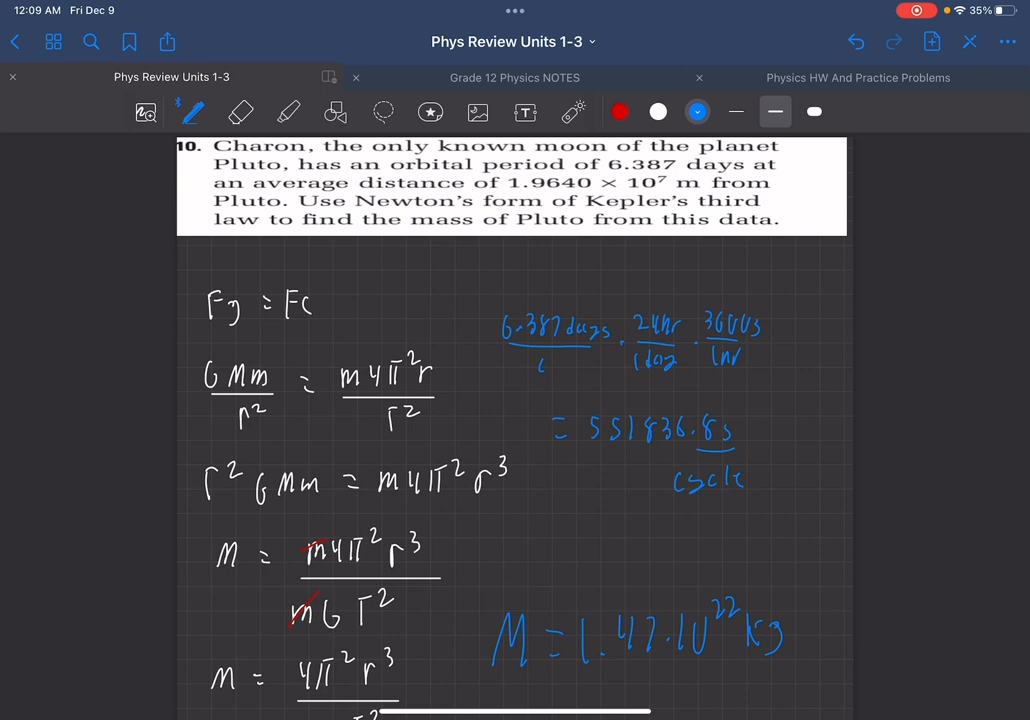 12:09 AM Fri Dec 9
35%
Phys Review Units 1-3
Phys Review Units 1-3
Grade 12 Physics NOTES
Physics HW And Practice Problems
10. Charon, the only known moon of the planet
Pluto, has an orbital period of 6.387 days at
an average distance of 1.9640 × 10⁷ m from
Pluto. Use Newton's form of Kepler's third
law to find the mass of Pluto from this data.
Fg = Fc
GMm/r² = m4π²r/T²
T²GMm = m4π²r³
M = m4π²r³/mGT²
M = 4π²r³/T²
6.387 days/1 · 24hr/1day · 3600s/1hr
= 551836.8s/cycle
M = 1.47·10²² kg